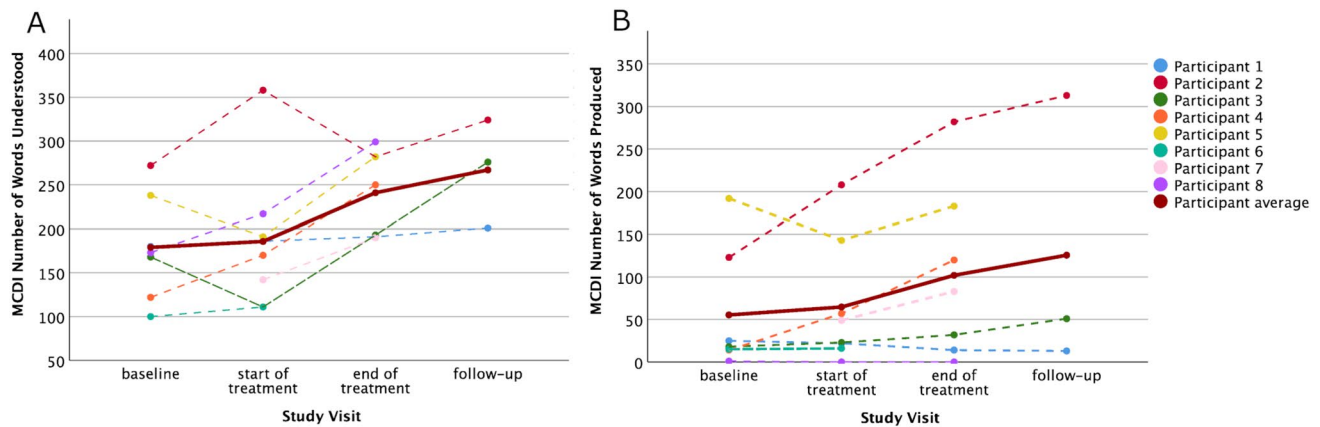 A
MCDI Number of Words Understood
400
350
300
250
200
150
100
50
baseline
start of
treatment
end of
treatment
follow-up
Study Visit
B
MCDI Number of Words Produced
350
300
250
200
150
100
50
0
baseline
start of
treatment
end of
treatment
follow-up
Study Visit
Participant 1
Participant 2
Participant 3
Participant 4
Participant 5
Participant 6
Participant 7
Participant 8
Participant average